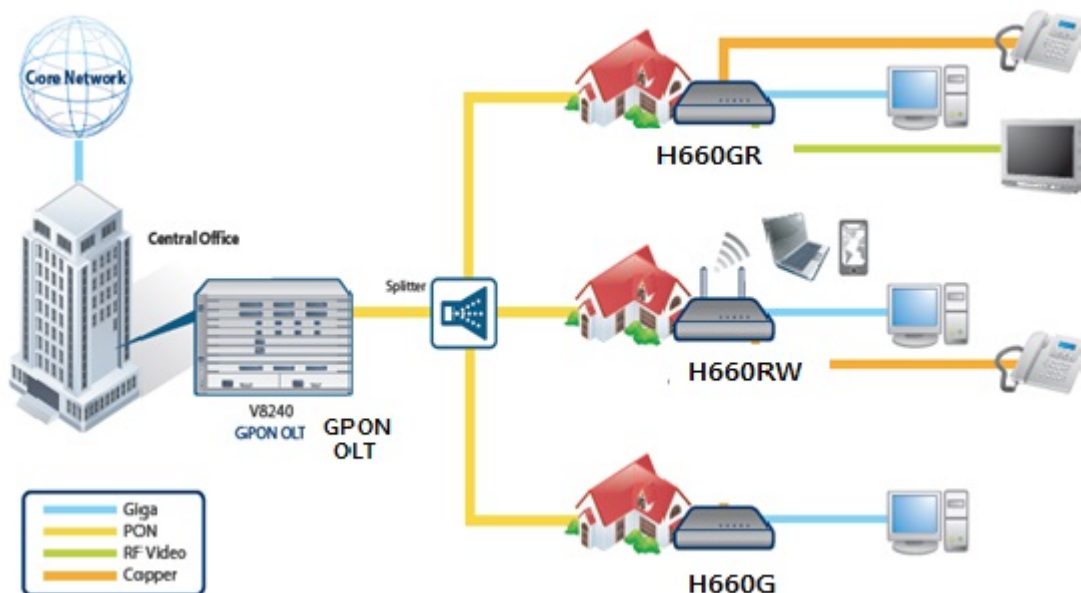 Core Network
Central Office
Splitter
V8240
GPON OLT
GPON
OLT
H660GR
H660RW
H660G
Giga
PON
RF Video
Copper